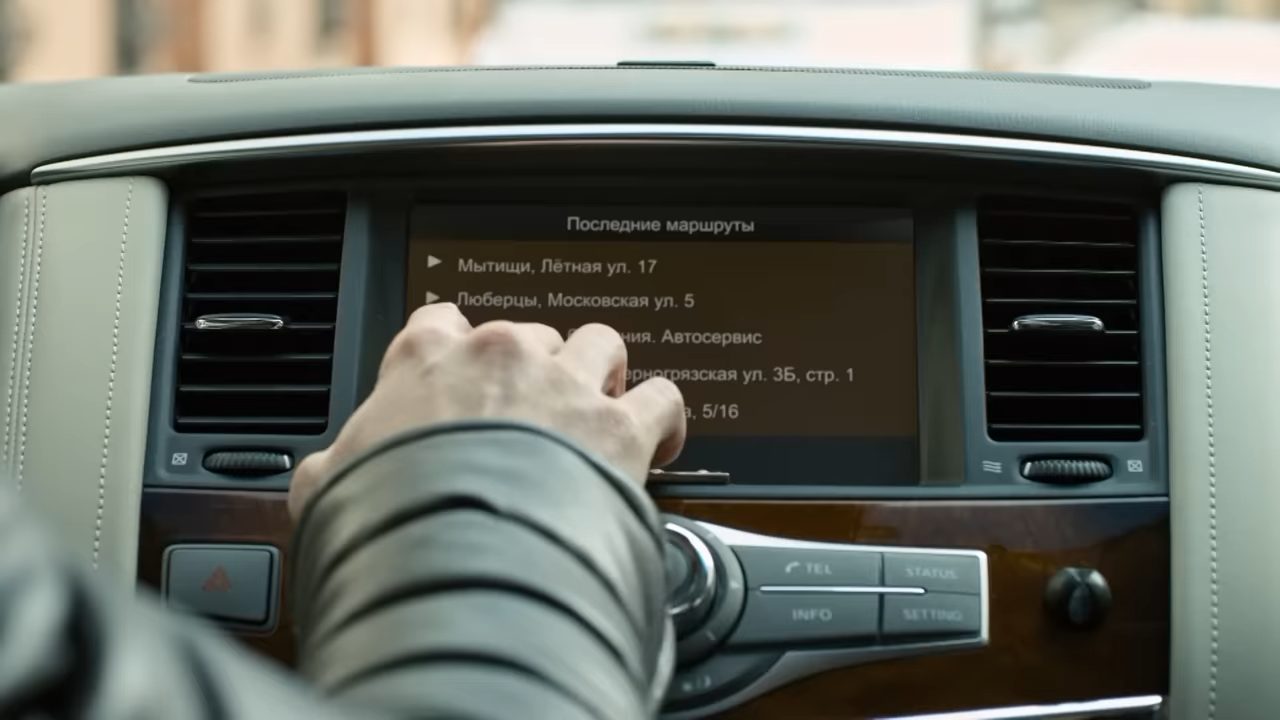 Последние маршруты
Мытищи, Лётная ул. 17
Люберцы, Московская ул. 5
Автосервис
ул. 3Б, стр. 1
5/16
TEL
STATUS
INFO
SETTING